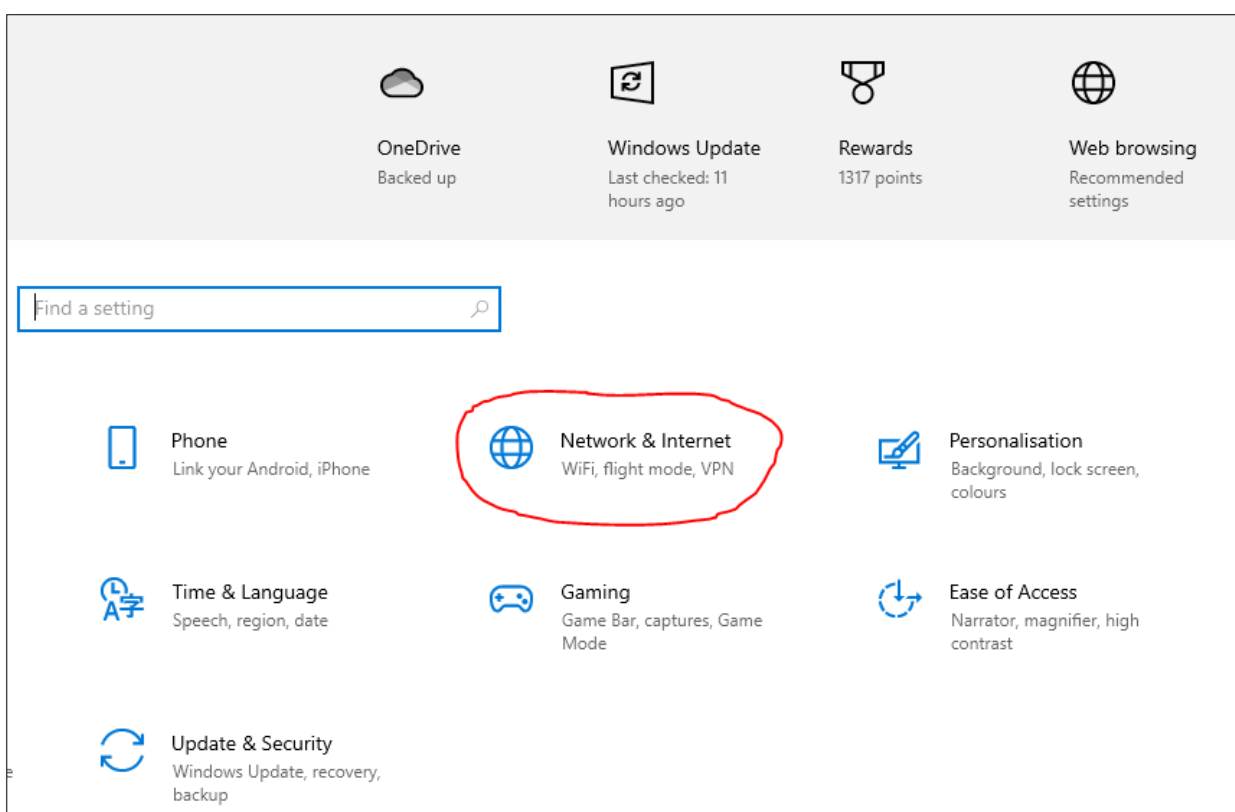 OneDrive
Backed up
Windows Update
Last checked: 11
hours ago
Rewards
1317 points
Web browsing
Recommended
settings
Find a setting
Phone
Link your Android, iPhone
Network & Internet
WiFi, flight mode, VPN
Personalisation
Background, lock screen,
colours
Time & Language
Speech, region, date
Gaming
Game Bar, captures, Game
Mode
Ease of Access
Narrator, magnifier, high
contrast
Update & Security
Windows Update, recovery,
backup